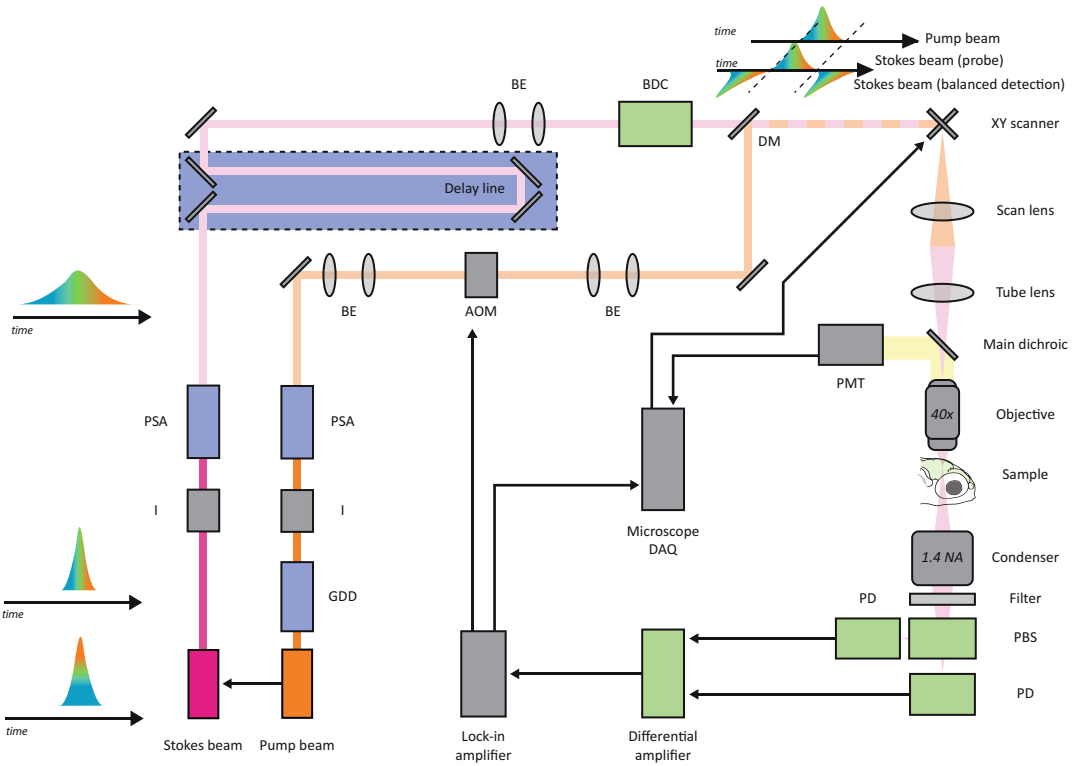 time
Pump beam
time
Stokes beam (probe)
Stokes beam (balanced detection)
BE
BDC
DM
XY scanner
Delay line
Scan lens
time
BE
AOM
BE
Tube lens
Main dichroic
PMT
PSA
PSA
40x
Objective
Sample
I
I
Microscope
DAQ
1.4 NA
Condenser
time
GDD
PD
Filter
PBS
PD
time
Stokes beam
Pump beam
Lock-in
amplifier
Differential
amplifier